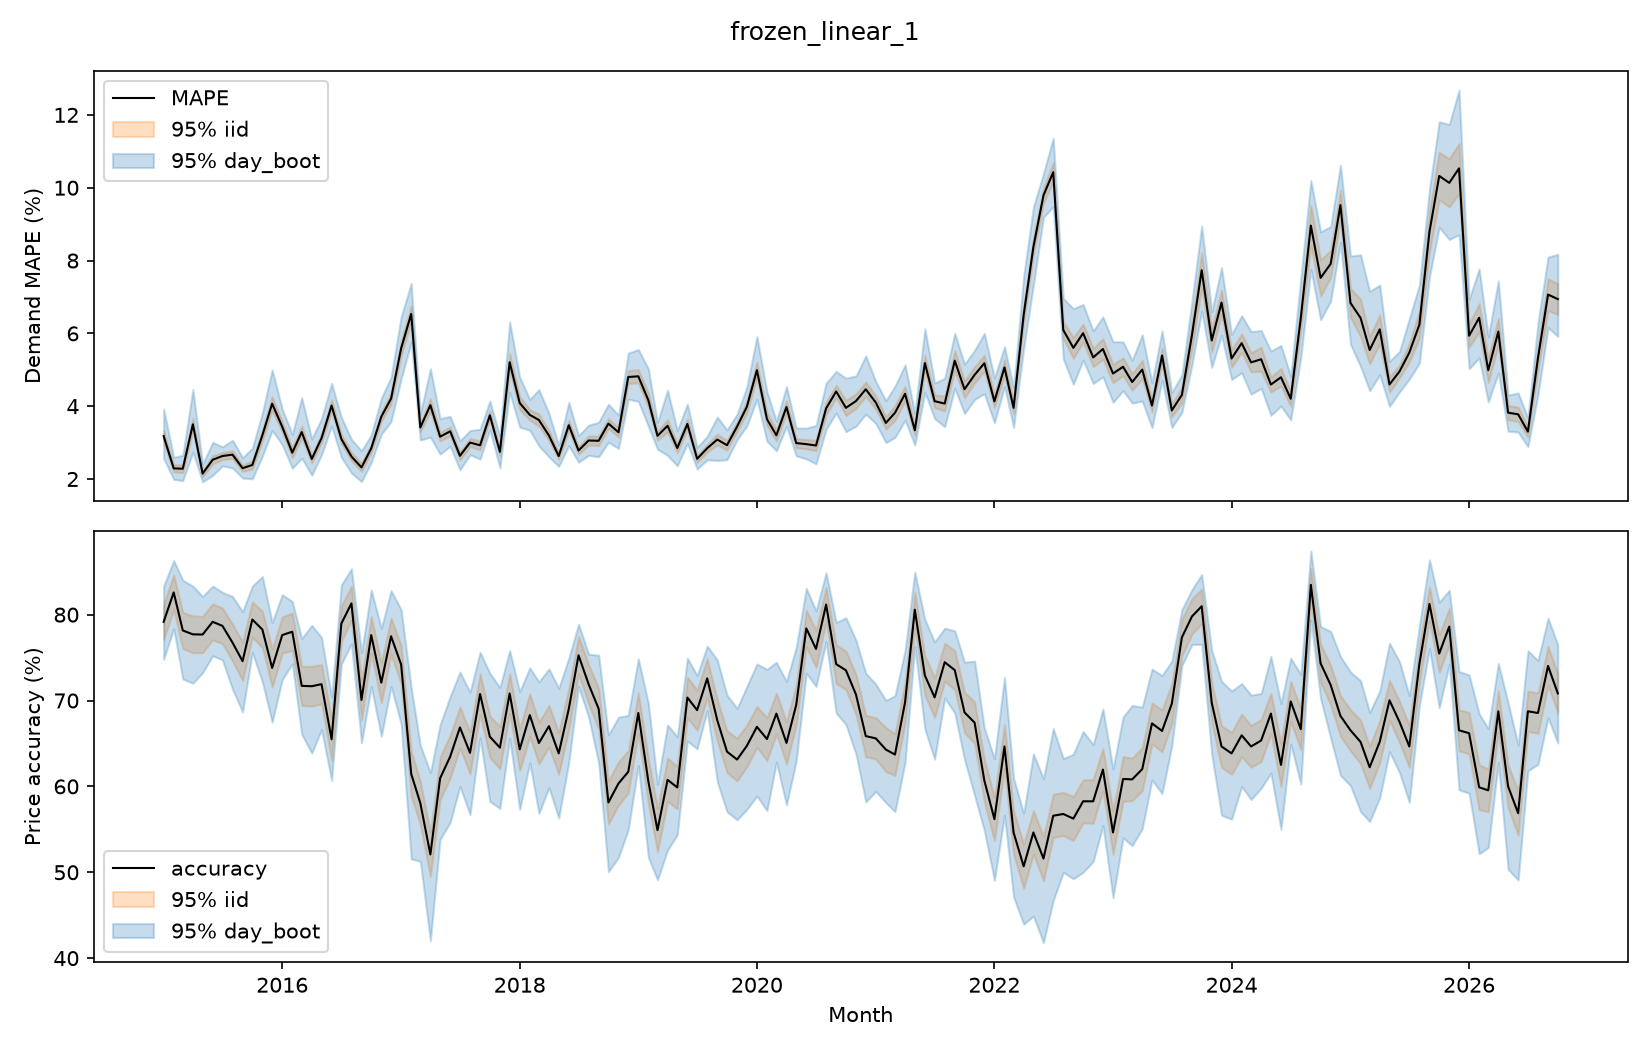 frozen_linear_1
Demand MAPE (%)
12
10
8
6
4
2
MAPE
95% iid
95% day_boot
Price accuracy (%)
80
70
60
50
40
accuracy
95% iid
95% day_boot
2016 2018 2020 2022 2024 2026
Month